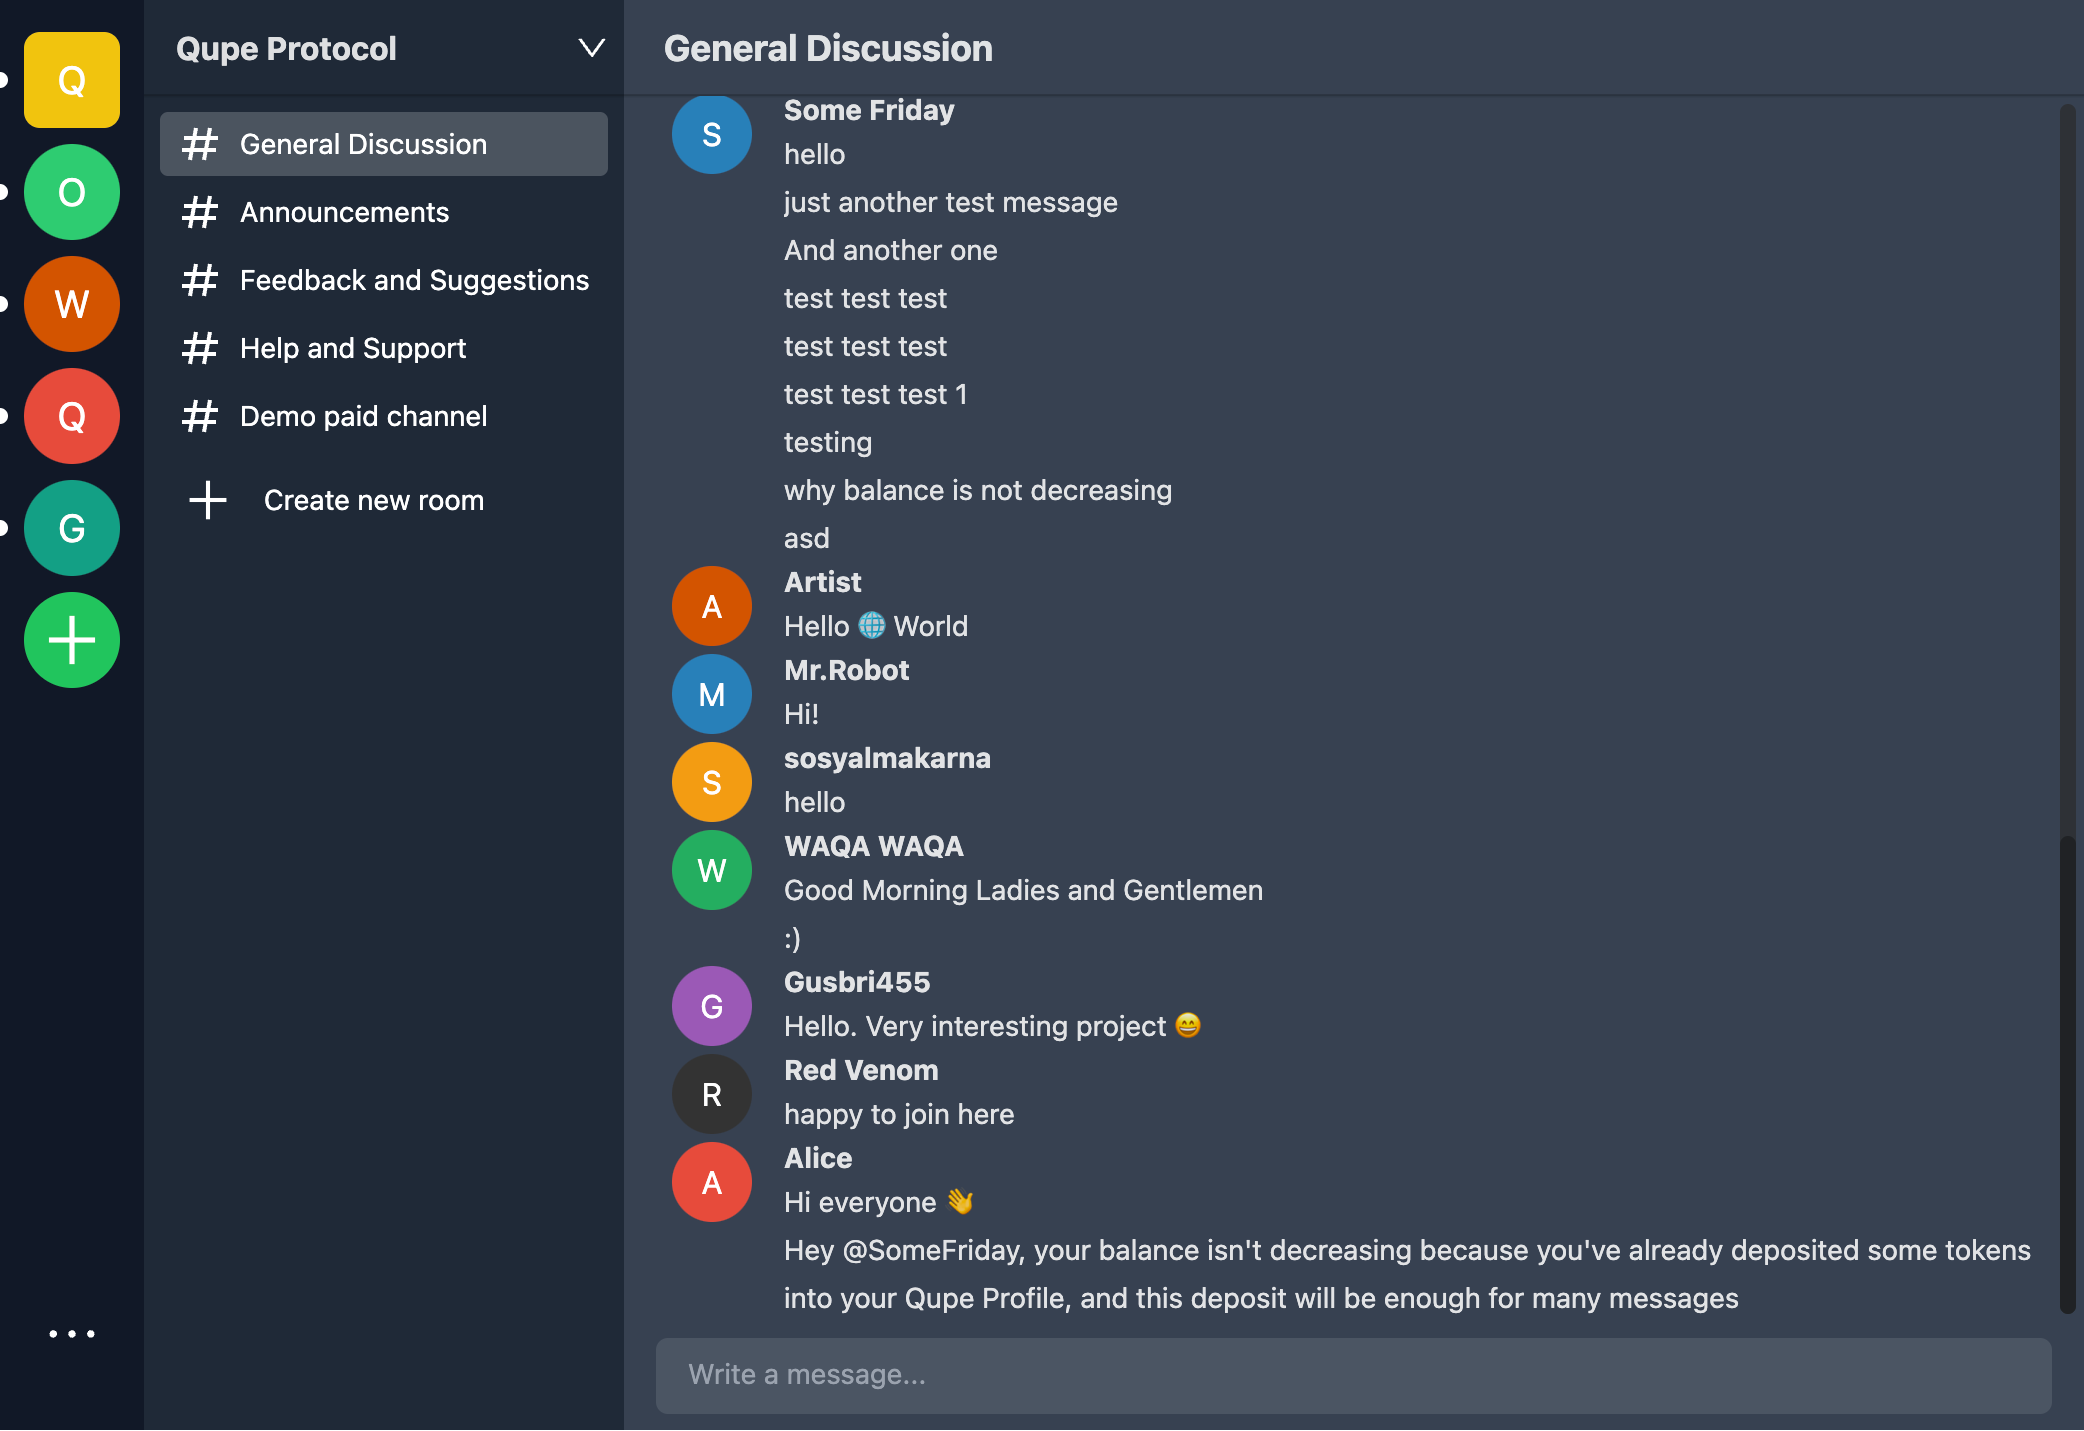 Q
O
W
Q
G
Qupe Protocol
General Discussion
Announcements
Feedback and Suggestions
Help and Support
Demo paid channel
Create new room
General Discussion
S
Some Friday
hello
just another test message
And another one
test test test
test test test
test test test 1
testing
why balance is not decreasing
asd
A
Artist
Hello 🌐 World
M
Mr.Robot
Hi!
S
sosyalmakarna
hello
W
WAQA WAQA
Good Morning Ladies and Gentlemen
:)
G
Gusbri455
Hello. Very interesting project 😄
R
Red Venom
happy to join here
A
Alice
Hi everyone 👋
Hey @SomeFriday, your balance isn't decreasing because you've already deposited some tokens
into your Qupe Profile, and this deposit will be enough for many messages
Write a message...